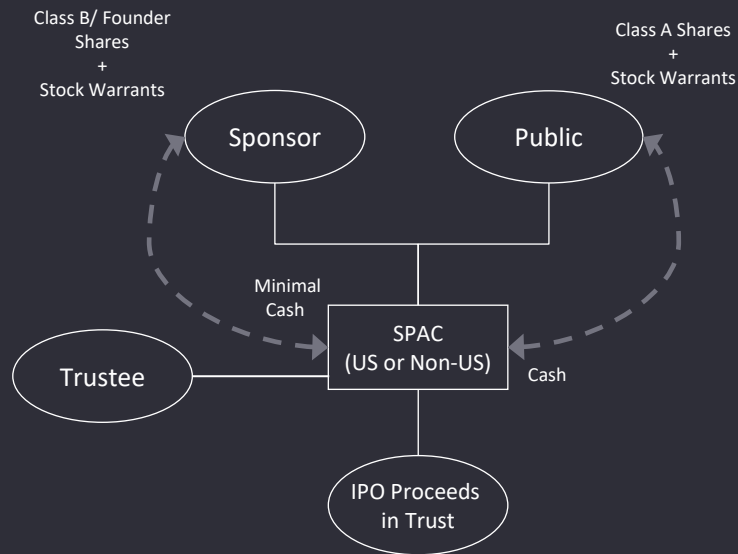 Class B/ Founder
Shares
+
Stock Warrants
Class A Shares
+
Stock Warrants
Sponsor
Public
Minimal
Cash
SPAC
(US or Non-US)
Cash
Trustee
IPO Proceeds
in Trust